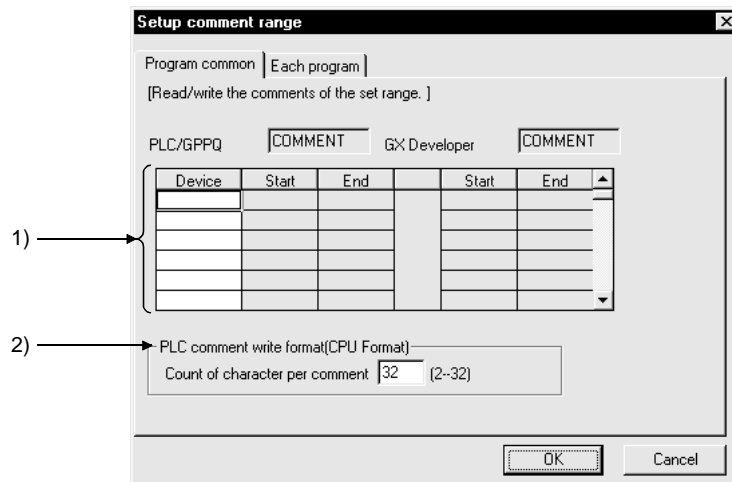 Setup comment range
Program common Each program
[Read/write the comments of the set range. ]
PLC/GPPQ COMMENT GX Developer COMMENT
Device Start End Start End
1)
2)
PLC comment write format(CPU Format)
Count of character per comment 32 (2--32)
OK Cancel